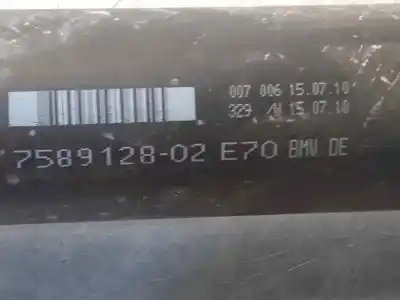 007 006 15.07.10
329 /N 15.07.10
7589128-02 E70 BMW DE